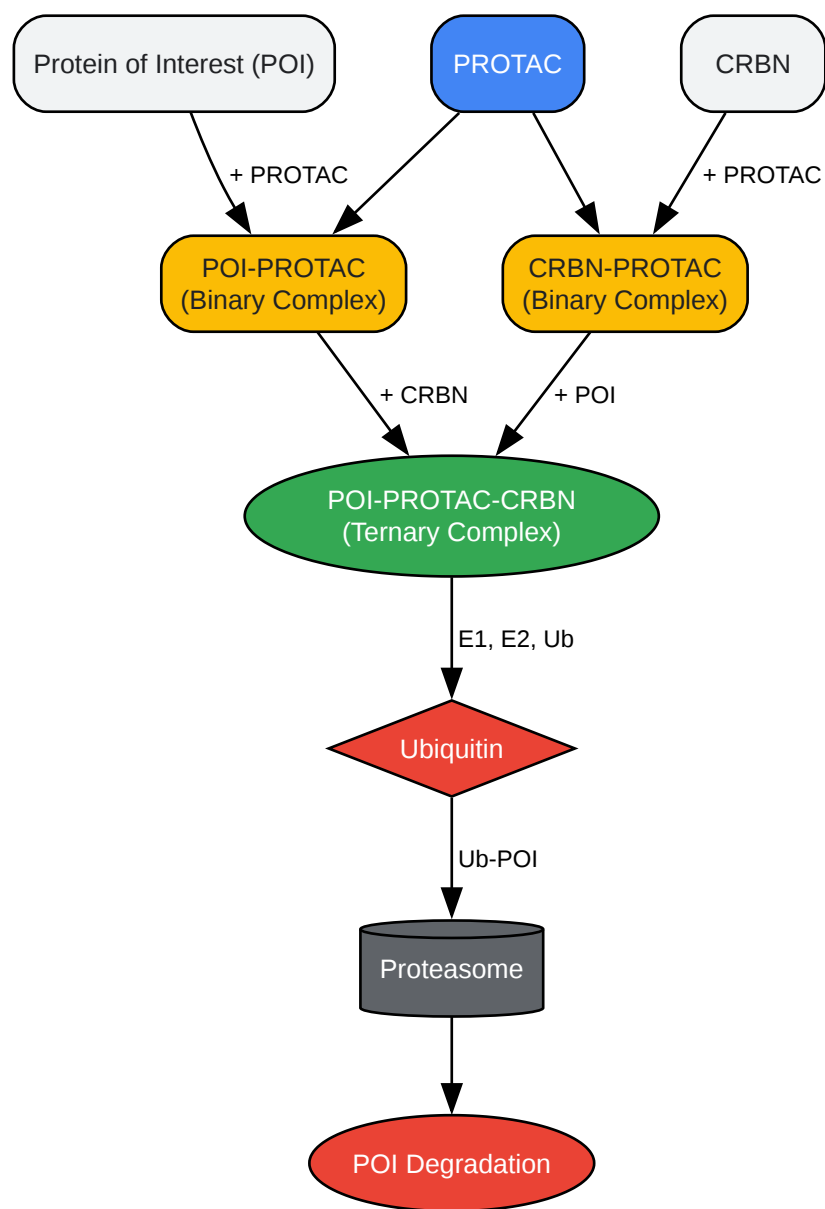 Protein of Interest (POI)
PROTAC
CRBN
+ PROTAC
+ PROTAC
POI-PROTAC
(Binary Complex)
CRBN-PROTAC
(Binary Complex)
+ CRBN
+ POI
POI-PROTAC-CRBN
(Ternary Complex)
E1, E2, Ub
Ubiquitin
Ub-POI
Proteasome
POI Degradation